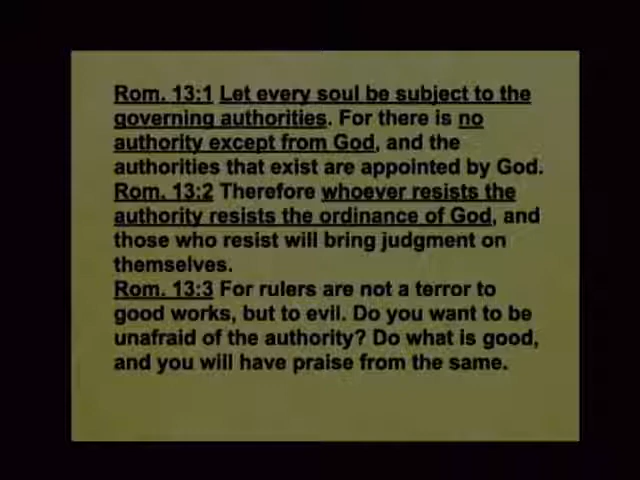 Rom. 13:1 Let every soul be subject to the
governing authorities. For there is no
authority except from God, and the
authorities that exist are appointed by God.
Rom. 13:2 Therefore whoever resists the
authority resists the ordinance of God, and
those who resist will bring judgment on
themselves.
Rom. 13:3 For rulers are not a terror to
good works, but to evil. Do you want to be
unafraid of the authority? Do what is good,
and you will have praise from the same.